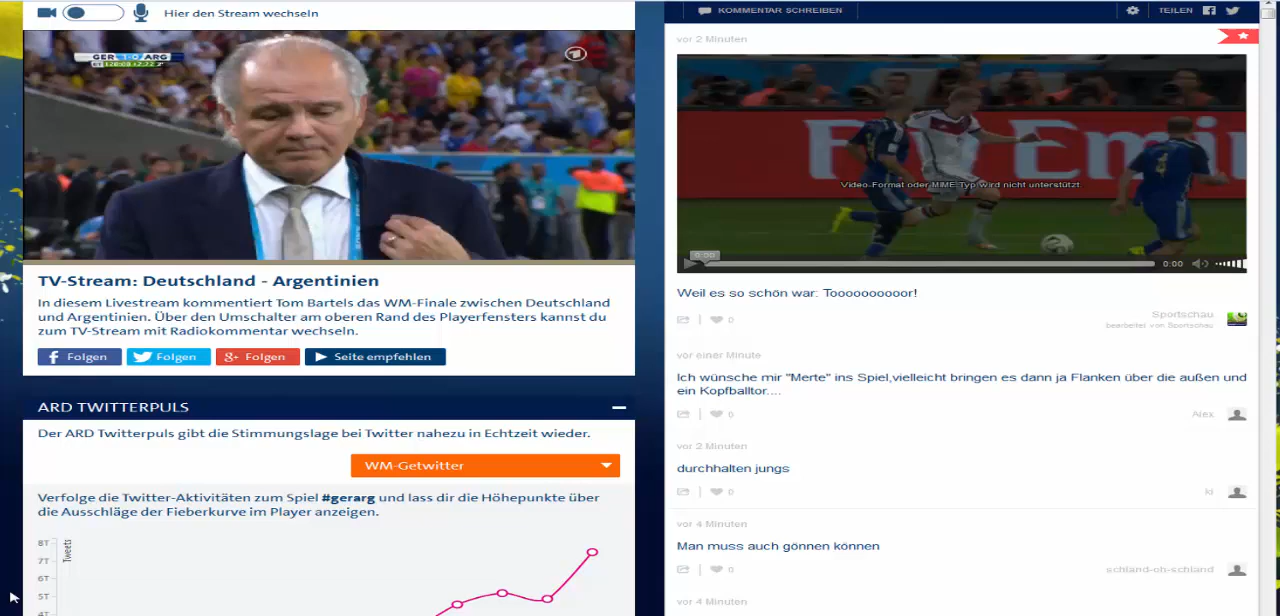 Hier den Stream wechseln
GER TO ARG
TV-Stream: Deutschland - Argentinien
In diesem Livestream kommentiert Tom Bartels das WM-Finale zwischen Deutschland
und Argentinien. Über den Umschalter am oberen Rand des Playerfensters kannst du
zum TV-Stream mit Radiokommentar wechseln.
Folgen
Folgen
Folgen
Seite empfehlen
ARD TWITTERPULS
Der ARD Twitterpuls gibt die Stimmungslage bei Twitter nahezu in Echtzeit wieder.
WM-Getwitter
Verfolge die Twitter-Aktivitäten zum Spiel #gerarg und lass dir die Höhepunkte über
die Ausschläge der Fieberkurve im Player anzeigen.
Tweets
8T
7T
6T
5T
4T
KOMMENTAR SCHREIBEN
TEILEN
vor 2 Minuten
Fly Emir
Video-Format oder MIME Typ wird nicht unterstützt
0:00
0:00
Weil es so schön war: Toooooooooor!
0
Sportschau
bearbeitet von Sportschau
vor einer Minute
Ich wünsche mir "Merte" ins Spiel,vielleicht bringen es dann ja Flanken über die außen und
ein Kopfballtor....
0
Alex
vor 2 Minuten
durchhalten jungs
0
ki
vor 4 Minuten
Man muss auch gönnen können
0
schland-oh-schland
vor 4 Minuten